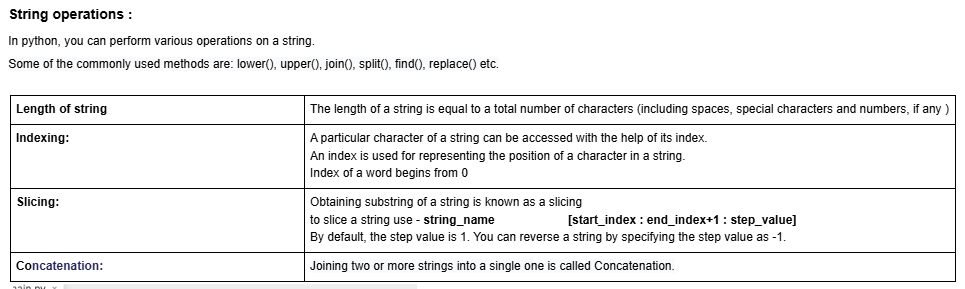 String operations :
In python, you can perform various operations on a string.
Some of the commonly used methods are: lower(), upper(), join(), split(), find(), replace() etc.
Length of string
The length of a string is equal to a total number of characters (including spaces, special characters and numbers, if any )
Indexing:
A particular character of a string can be accessed with the help of its index.
An index is used for representing the position of a character in a string.
Index of a word begins from 0
Slicing:
Obtaining substring of a string is known as a slicing
to slice a string use - string_name [start_index : end_index+1 : step_value]
By default, the step value is 1. You can reverse a string by specifying the step value as -1.
Concatenation:
Joining two or more strings into a single one is called Concatenation.